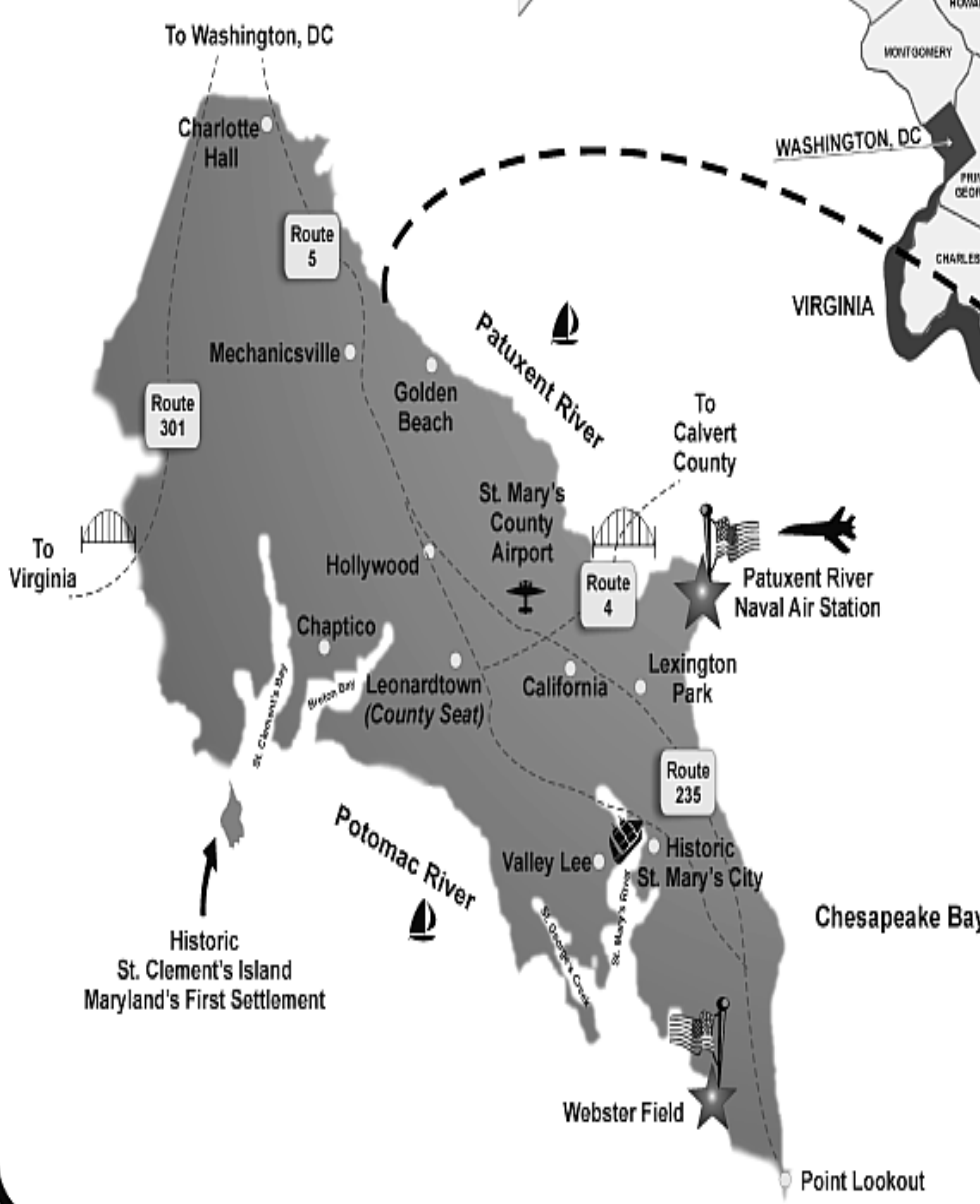 To Washington, DC
Charlotte
Hall
Route
5
Mechanicsville
Golden
Beach
Patuxent River
Route
301
To
Calvert
County
St. Mary's
County
Airport
To
Virginia
Hollywood
Route
4
Patuxent River
Naval Air Station
Chaptico
Breton Bay
St. Clement's Bay
Leonardtown
(County Seat)
California
Lexington
Park
Route
235
Potomac River
Valley Lee
Historic
St. Mary's City
St. Mary's River
St. George's Creek
Historic
St. Clement's Island
Maryland's First Settlement
Chesapeake Bay
Webster Field
Point Lookout
HOWA
MONTGOMERY
WASHINGTON, DC
PRIN
GEOR
CHARLES
VIRGINIA